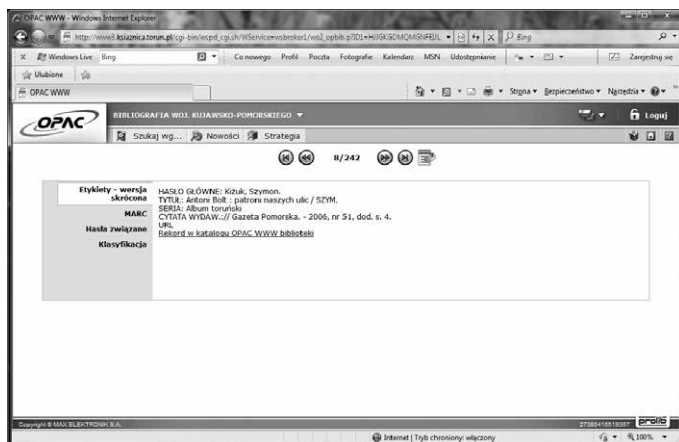 OPAC WWW - Windows Internet Explorer
Bing
Windows Live Bing Co nowego Profil Poczta Fotografie Kalendarz MSN Udostępnianie Zarejestruj się
Ulubione
OPAC WWW Strona Bezpieczeństwo Narzędzia
OPAC
BIBLIOGRAFIA WOJ. KUJAWSKO-POMORSKIEGO Loguj
Szukaj wg... Nowości Strategia
8/242
Etykiety - wersja skrócona
MARC
Hasła związane
Klasyfikacja
HASŁO GŁÓWNE: Kizuk, Szymon.
TYTUŁ: Antoni Bolt : patroni naszych ulic / SZYM.
SERIA: Album toruński
CYTATA WYDAW.:// Gazeta Pomorska. - 2006, nr 51, dod. s. 4.
URL
Rekord w katalogu OPAC WWW biblioteki
Copyright © MAX ELEKTRONIK S.A. prolib
Internet | Tryb chroniony: włączony 100%